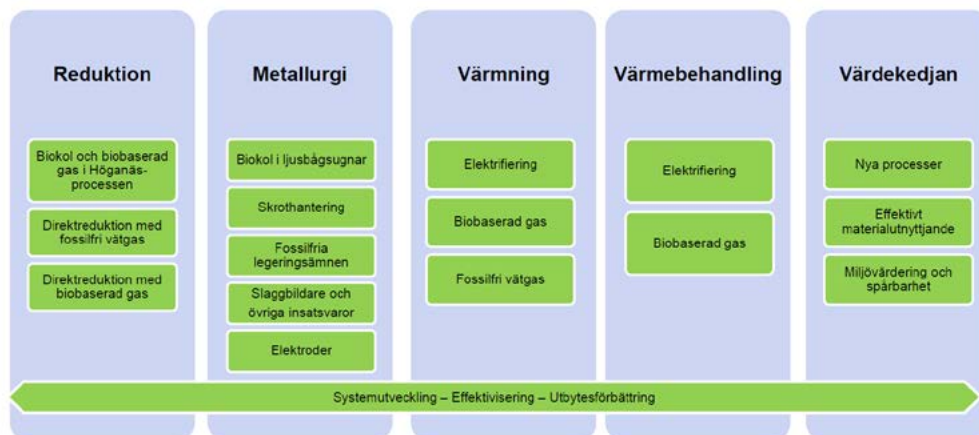 Reduktion
Biokol och biobaserad
gas i Höganäs-
processen
Direktreduktion med
fossilfri vätgas
Direktreduktion med
biobaserad gas
Metallurgi
Biokol i ljusbågsugnar
Skrothantering
Fossilfria
legeringsämnen
Slaggbildare och
övriga insatsvaror
Elektroder
Värmning
Elektrifiering
Biobaserad gas
Fossilfri vätgas
Värmebehandling
Elektrifiering
Biobaserad gas
Värdekedjan
Nya processer
Effektivt
materialutnyttjande
Miljövärdering och
spårbarhet
Systemutveckling – Effektivisering – Utbytesförbättring